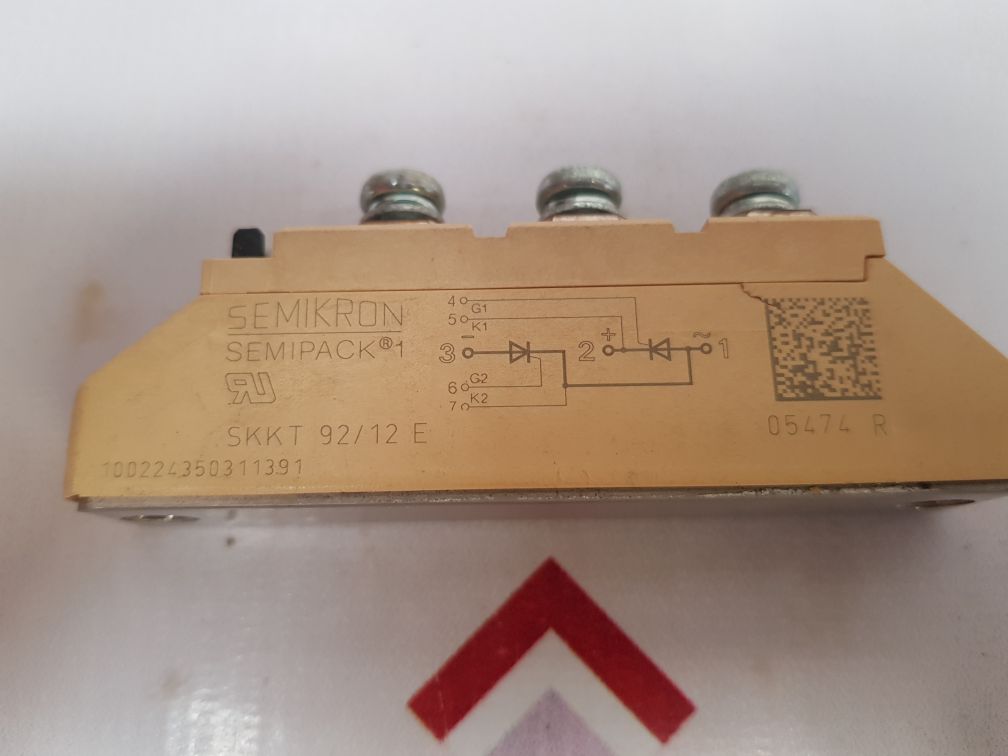 SEMIKRON
SEMIPACK®1
RU
SKKT 92/12 E
100224350311391
4 G1
5 K1
3 − 2 + ~ 1
6 G2
7 K2
05474 R